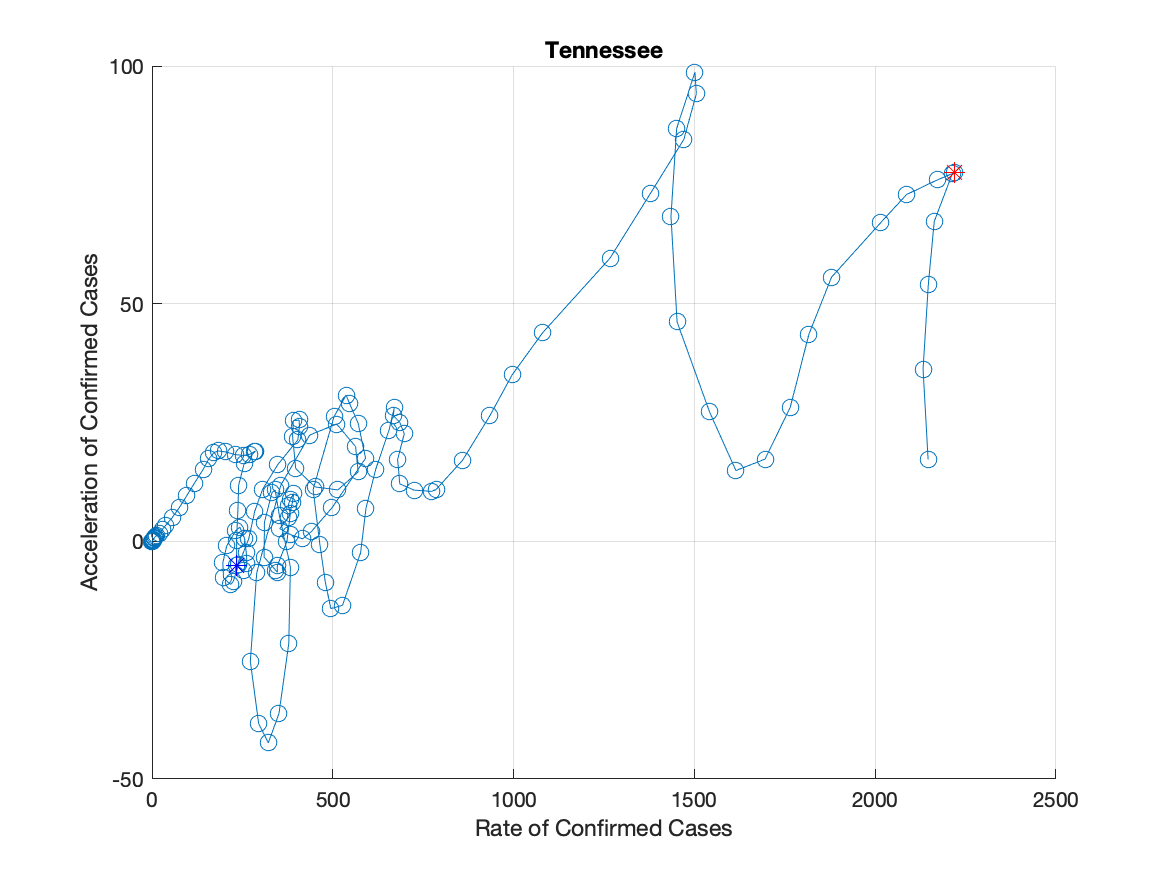 Tennessee
Acceleration of Confirmed Cases
100
50
0
-50
0 500 1000 1500 2000 2500
Rate of Confirmed Cases